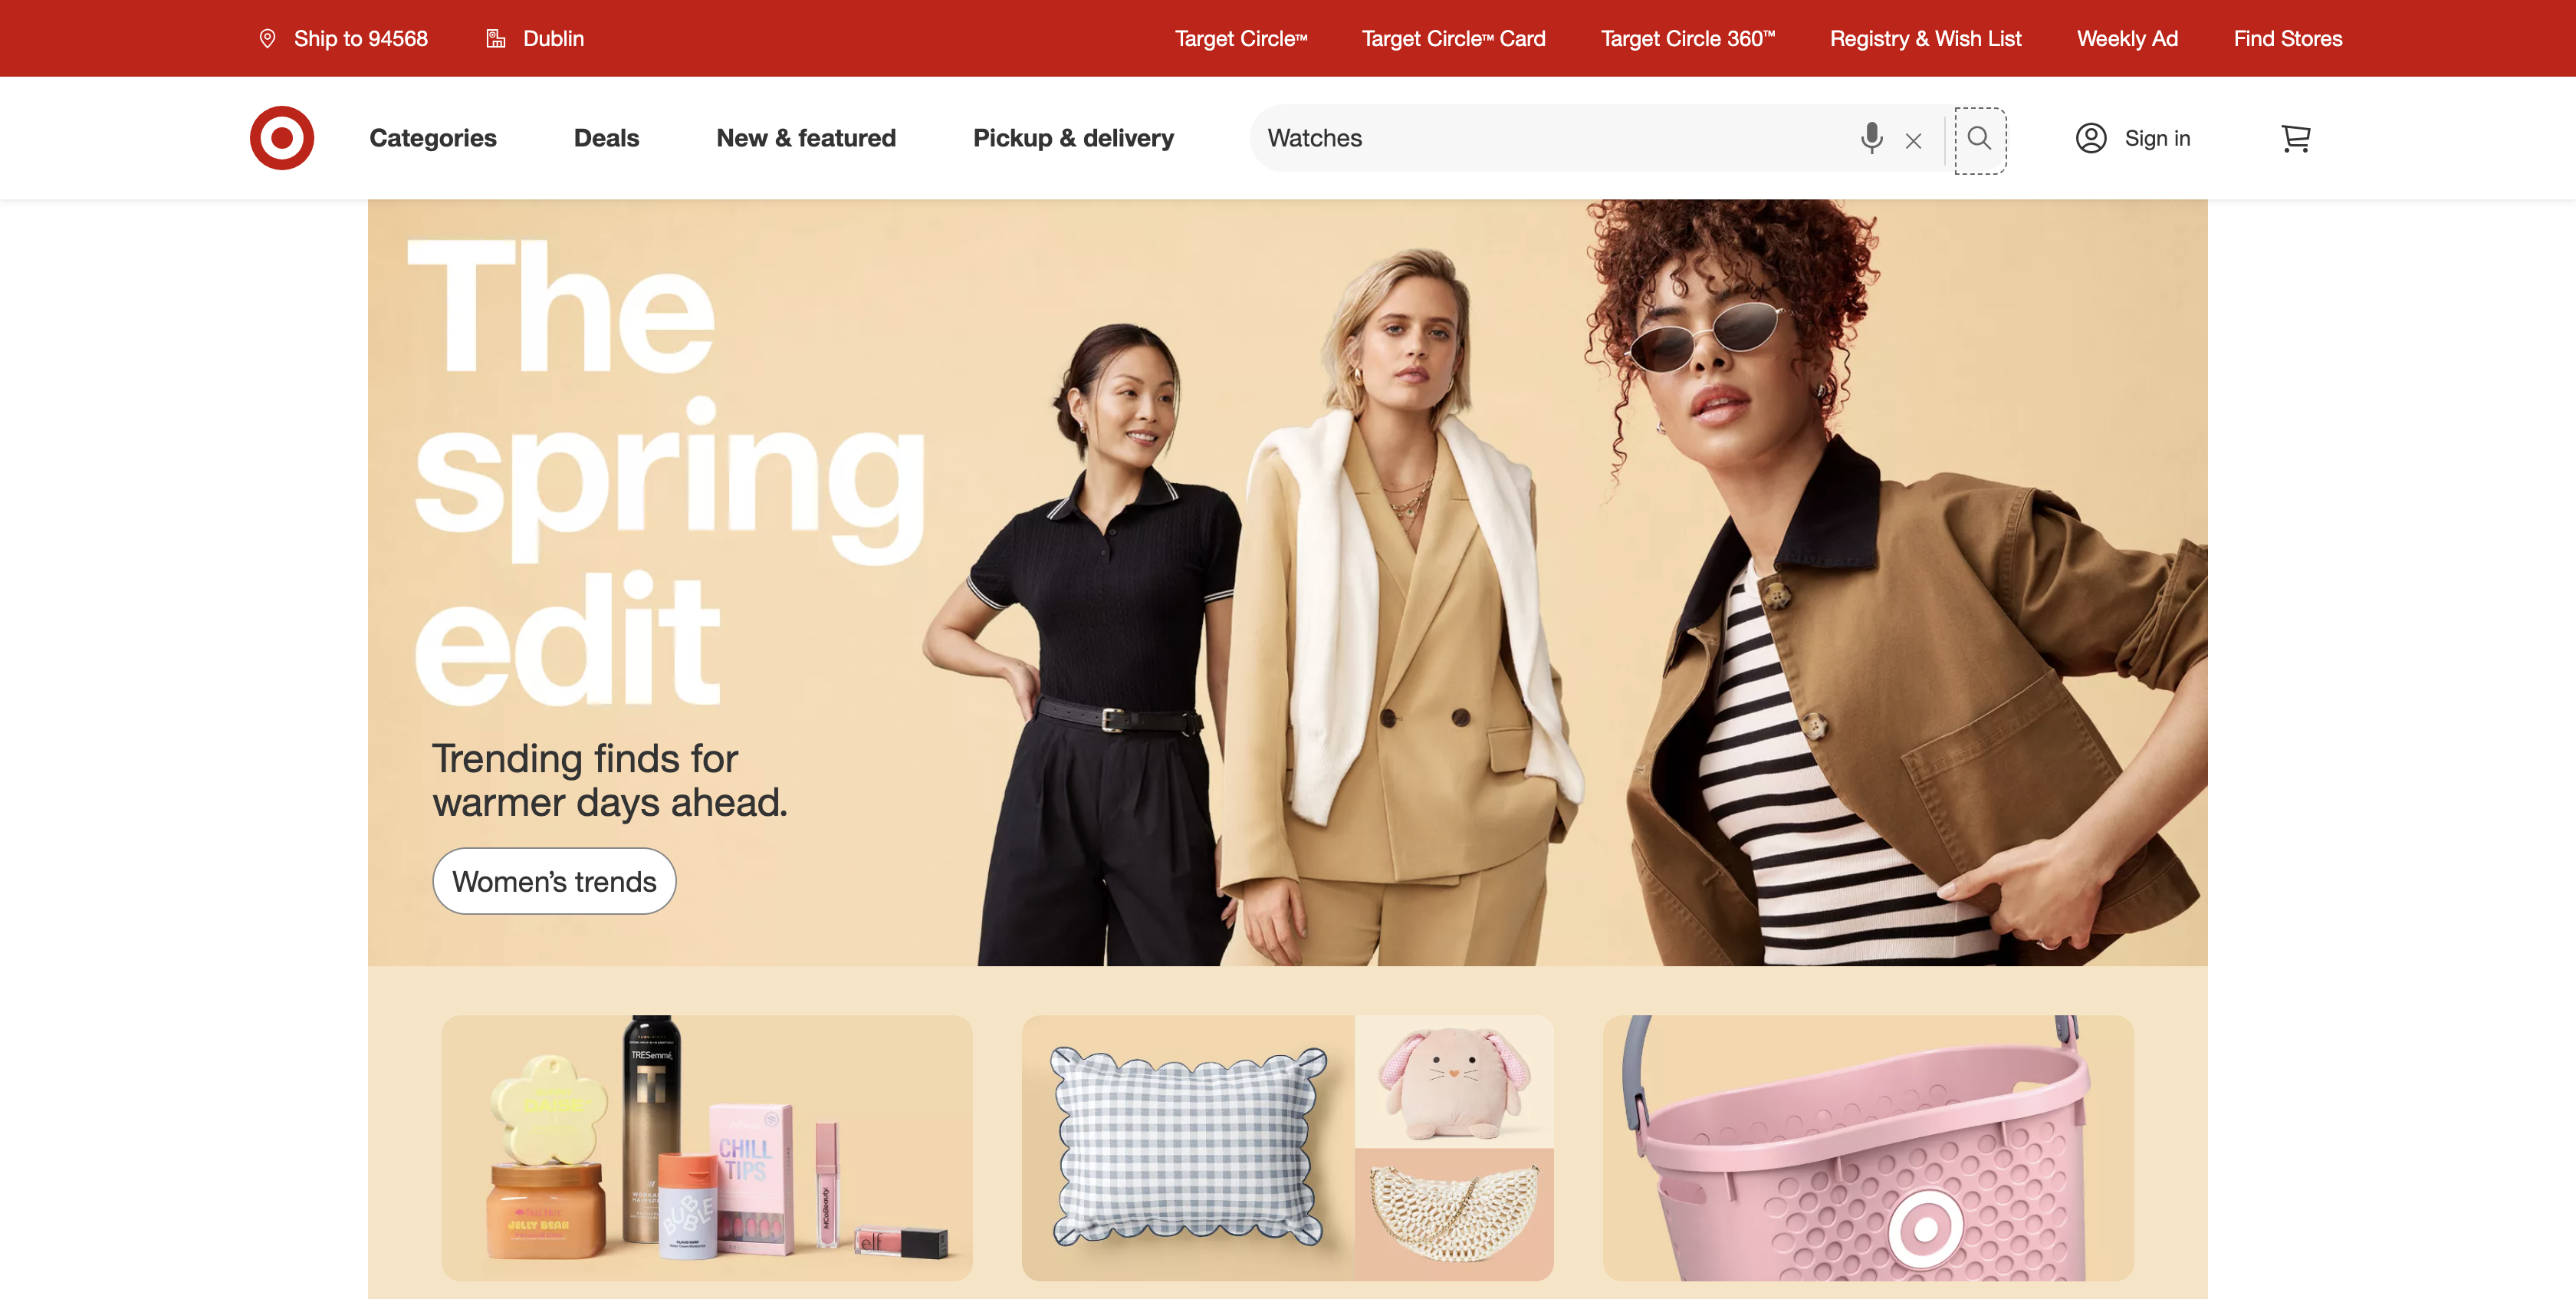 Ship to 94568
Dublin
Target Circle™
Target Circle™ Card
Target Circle 360™
Registry & Wish List
Weekly Ad
Find Stores
Categories
Deals
New & featured
Pickup & delivery
Watches
Sign in
The
spring
edit
Trending finds for
warmer days ahead.
Women's trends
TRESemmé
T
CHILL
TIPS
BUBBLE
JELLY BEAR
MCoBeauty
elf